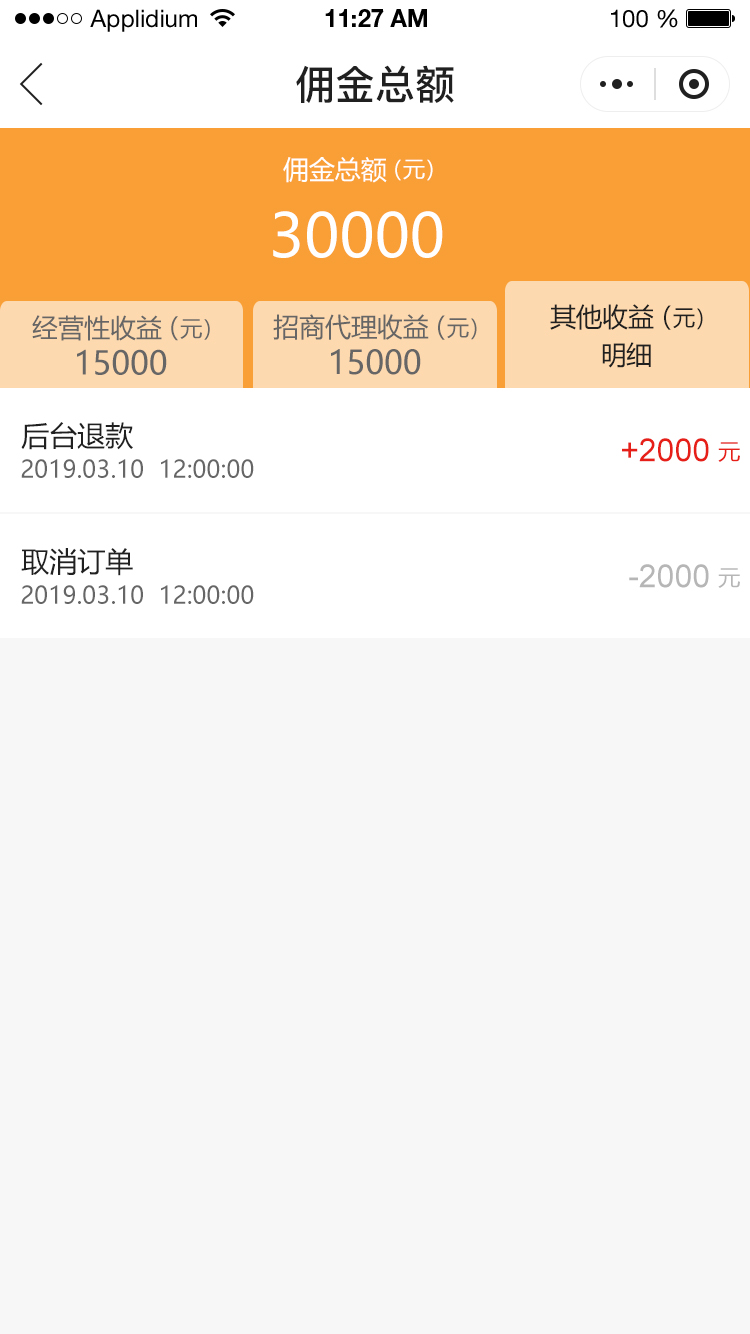 Applidium 11:27 AM 100 %
佣金总额
佣金总额 (元)
30000
经营性收益 (元)
15000
招商代理收益 (元)
15000
其他收益 (元)
明细
后台退款
2019.03.10 12:00:00
+2000 元
取消订单
2019.03.10 12:00:00
-2000 元